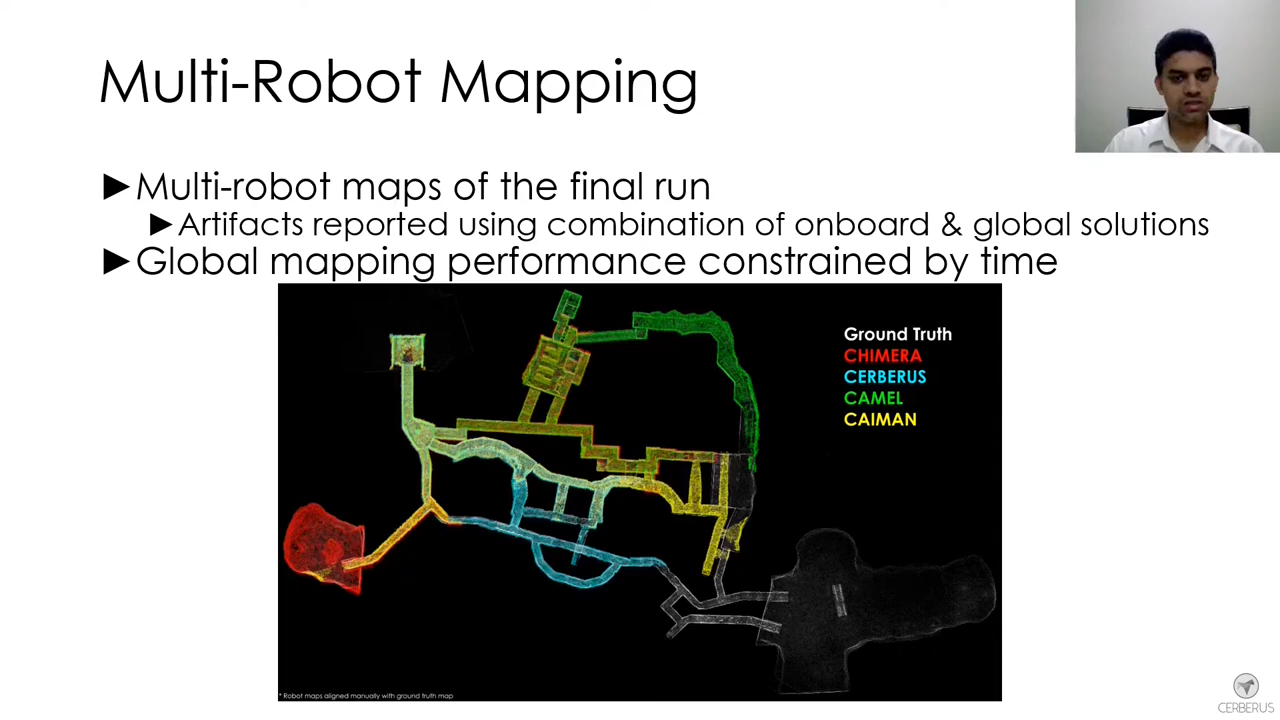 Multi-Robot Mapping
►Multi-robot maps of the final run
►Artifacts reported using combination of onboard & global solutions
►Global mapping performance constrained by time
Ground Truth
CHIMERA
CERBERUS
CAMEL
CAIMAN
* Robot maps aligned manually with ground truth map
CERBERUS